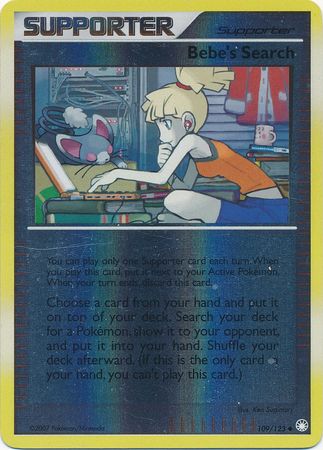 SUPPORTER
Supporter
Bebe's Search
You can play only one Supporter card each turn. When
you play this card, put it next to your Active Pokémon.
When your turn ends, discard this card.
Choose a card from your hand and put it
on top of your deck. Search your deck
for a Pokémon, show it to your opponent,
and put it into your hand. Shuffle your
deck afterward. (If this is the only card in
your hand, you can't play this card.)
Illus. Ken Sugimori
©2007 Pokémon/Nintendo
109/123